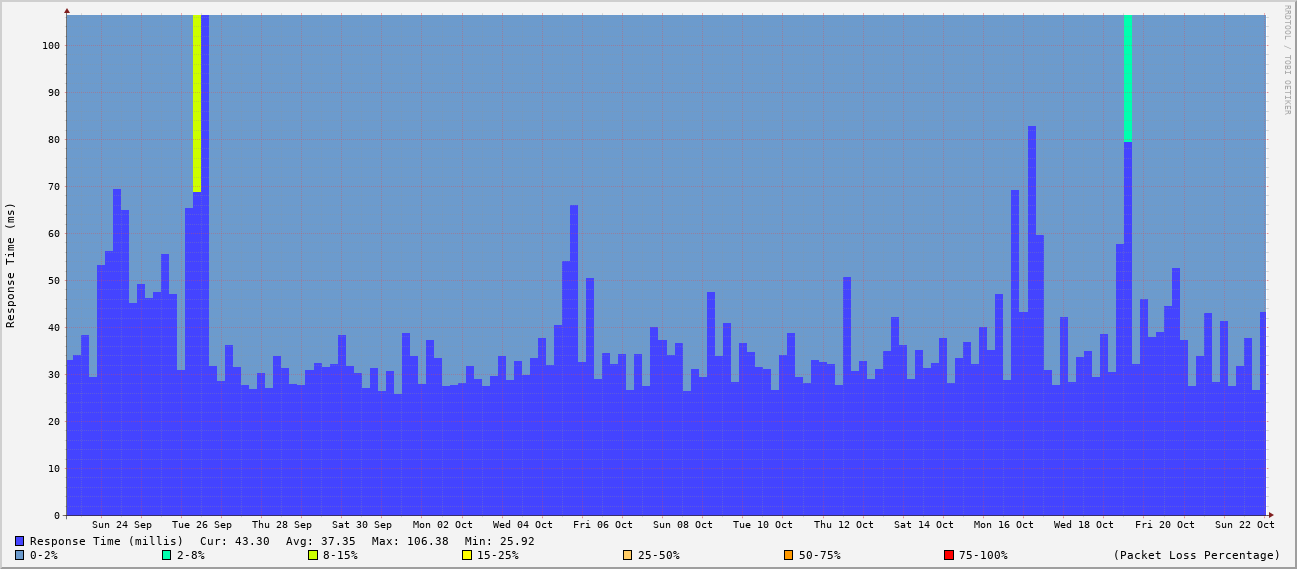 RRDTOOL / TOBI OETIKER
Response Time (ms)
100
90
80
70
60
50
40
30
20
10
0
Sun 24 Sep Tue 26 Sep Thu 28 Sep Sat 30 Sep Mon 02 Oct Wed 04 Oct Fri 06 Oct Sun 08 Oct Tue 10 Oct Thu 12 Oct Sat 14 Oct Mon 16 Oct Wed 18 Oct Fri 20 Oct Sun 22 Oct
Response Time (millis) Cur: 43.30 Avg: 37.35 Max: 106.38 Min: 25.92
0-2% 2-8% 8-15% 15-25% 25-50% 50-75% 75-100% (Packet Loss Percentage)